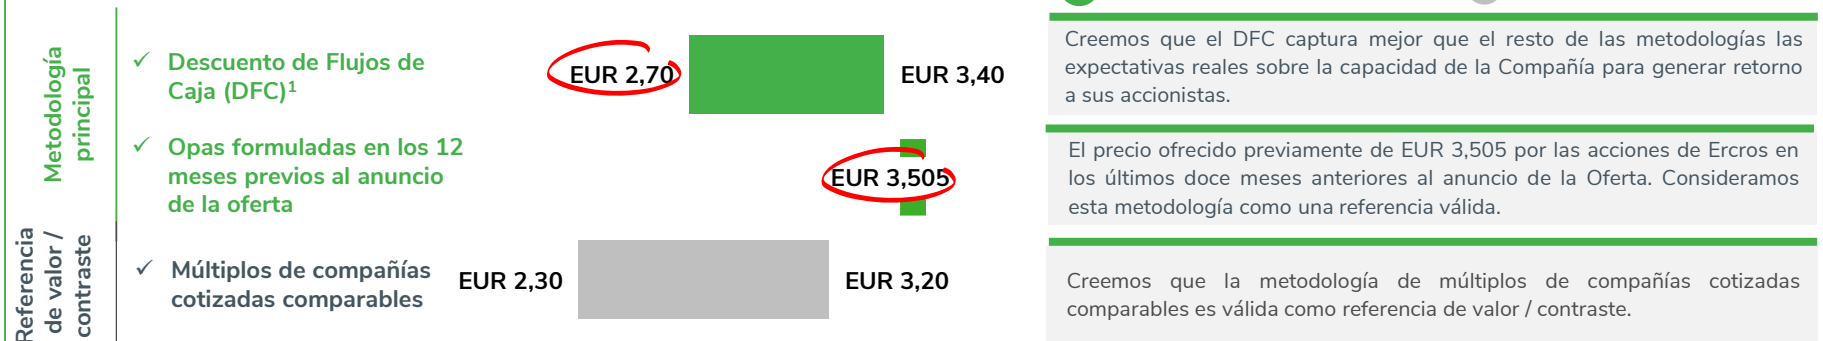 Metodología
principal
✓ Descuento de Flujos de
Caja (DFC)¹
EUR 2,70
EUR 3,40
Creemos que el DFC captura mejor que el resto de las metodologías las
expectativas reales sobre la capacidad de la Compañía para generar retorno
a sus accionistas.
✓ Opas formuladas en los 12
meses previos al anuncio
de la oferta
EUR 3,505
El precio ofrecido previamente de EUR 3,505 por las acciones de Ercros en
los últimos doce meses anteriores al anuncio de la Oferta. Consideramos
esta metodología como una referencia válida.
Referencia
de valor /
contraste
✓ Múltiplos de compañías
cotizadas comparables
EUR 2,30
EUR 3,20
Creemos que la metodología de múltiplos de compañías cotizadas
comparables es válida como referencia de valor / contraste.